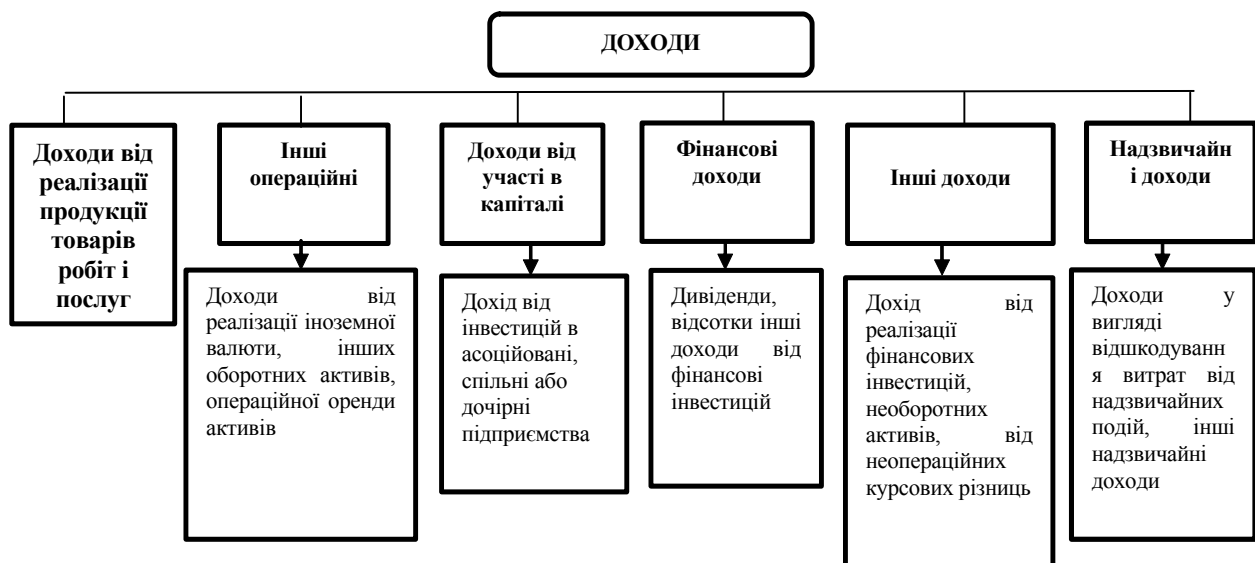 ДОХОДИ
Доходи від
реалізації
продукції
товарів
робіт і
послуг
Інші
операційні
Доходи від
участі в
капіталі
Фінансові
доходи
Інші доходи
Надзвичайн
і доходи
Доходи від
реалізації іноземної
валюти, інших
оборотних активів,
операційної оренди
активів
Дохід від
інвестицій в
асоційовані,
спільні або
дочірні
підприємства
Дивіденди,
відсотки інші
доходи від
фінансові
інвестицій
Дохід від
реалізації
фінансових
інвестицій,
необоротних
активів, від
неопераційних
курсових різниць
Доходи у
вигляді
відшкодуванн
я витрат від
надзвичайних
подій, інші
надзвичайні
доходи